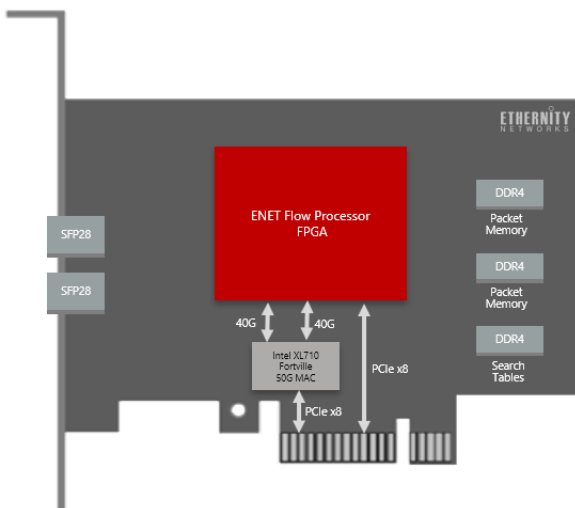 ETHERNITY
NETWORKS
ENET Flow Processor
FPGA
DDR4
Packet
Memory
SFP28
DDR4
Packet
Memory
SFP28
40G
40G
DDR4
Search
Tables
Intel XL710
Fortville
50G MAC
PCIe x8
PCIe x8